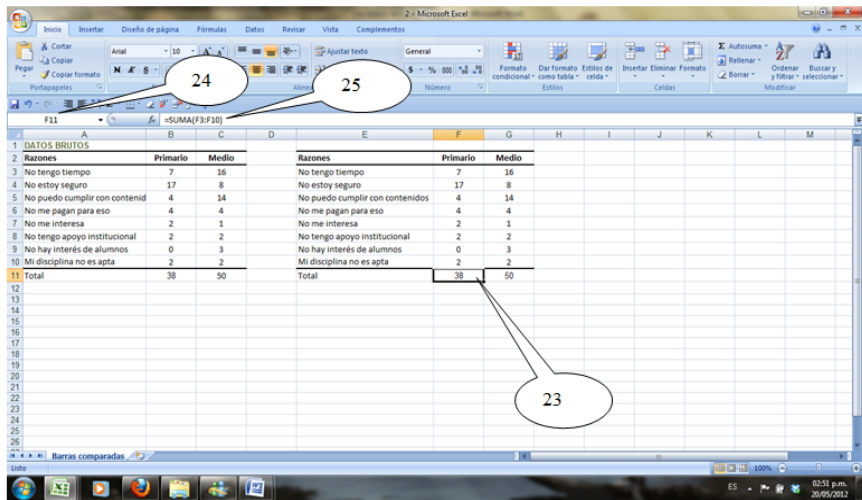 2 - Microsoft Excel
Inicio Insertar Diseño de página Fórmulas Datos Revisar Vista Complementos
Pegar
Cortar
Copiar
Copiar formato
Portapapeles
Arial 10
N K S
Ajustar texto
General
$ % 000
Número
Formato condicional
Dar formato como tabla
Estilos de celda
Estilos
Insertar Eliminar Formato
Celdas
Autosuma
Rellenar
Borrar
Ordenar y filtrar
Buscar y seleccionar
Modificar
24
25
F11 fx =SUMA(F3:F10)
A B C D E F G H I J K L M
1 DATOS BRUTOS
2 Razones Primario Medio Razones Primario Medio
3 No tengo tiempo 7 16 No tengo tiempo 7 16
4 No estoy seguro 17 8 No estoy seguro 17 8
5 No puedo cumplir con contenid 4 14 No puedo cumplir con contenidos 4 14
6 No me pagan para eso 4 4 No me pagan para eso 4 4
7 No me interesa 2 1 No me interesa 2 1
8 No tengo apoyo institucional 2 2 No tengo apoyo institucional 2 2
9 No hay interés de alumnos 0 3 No hay interés de alumnos 0 3
10 Mi disciplina no es apta 2 2 Mi disciplina no es apta 2 2
11 Total 38 50 Total 38 50
12
13
14
15
16
17
18
19
20
21
22
23
24
25
26
23
Barras comparadas
Listo
100%
ES
02:51 p.m.
20/05/2012